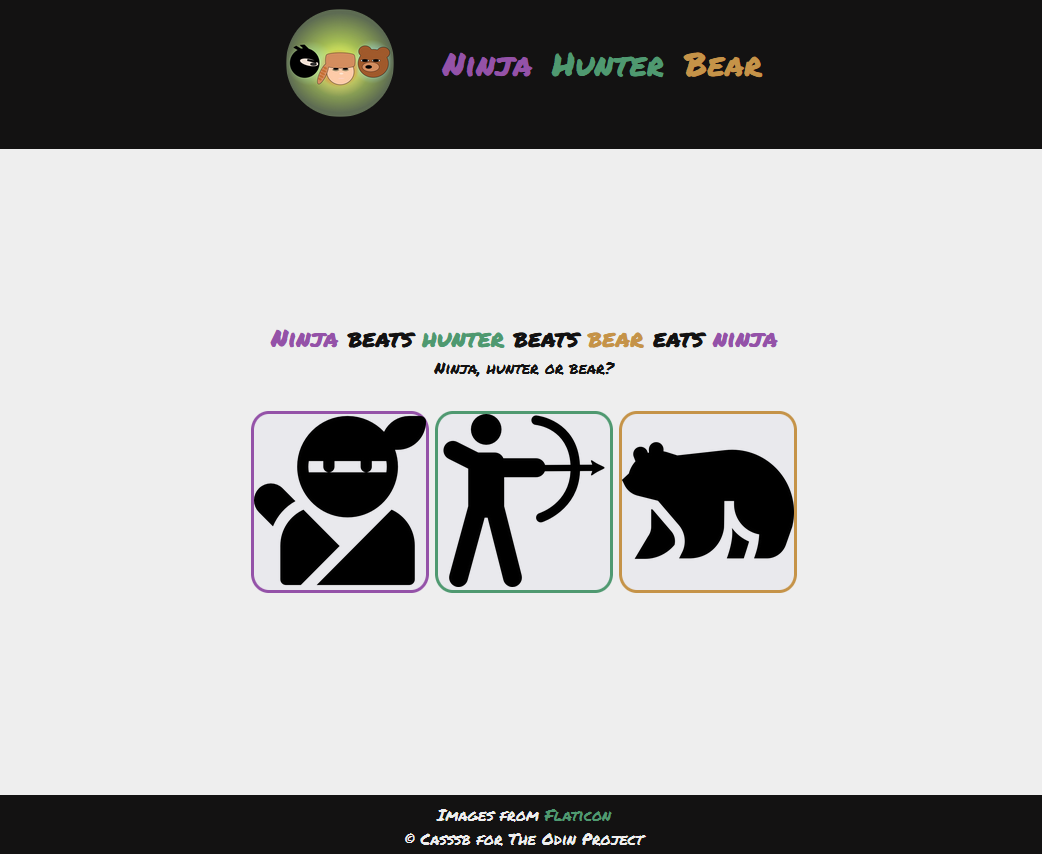 Ninja Hunter Bear
Ninja beats hunter beats bear eats ninja
Ninja, hunter or bear?
Images from Flaticon
© Casssb for The Odin Project